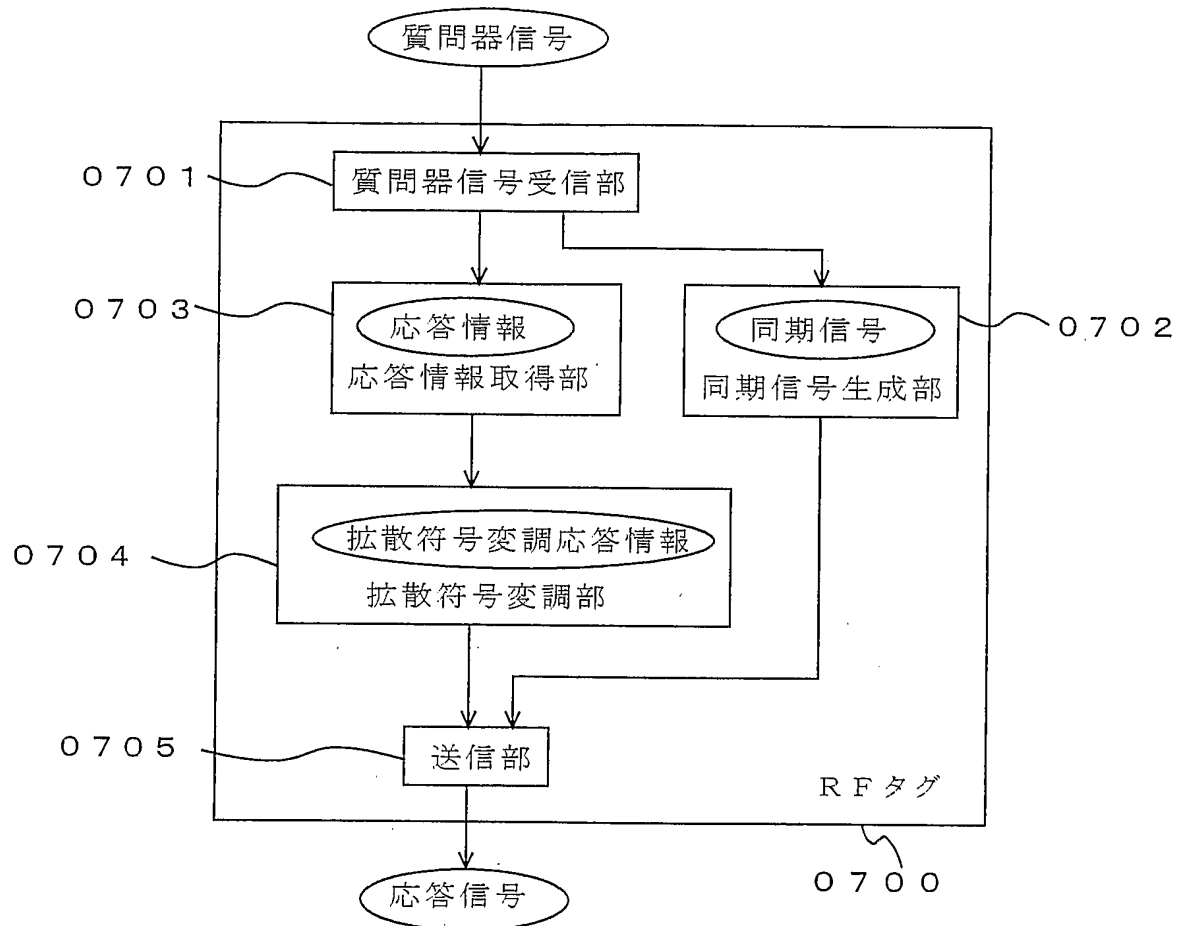 質問器信号
0701
質問器信号受信部
0703
応答情報
応答情報取得部
同期信号
同期信号生成部
0702
0704
拡散符号変調応答情報
拡散符号変調部
0705
送信部
RFタグ
0700
応答信号